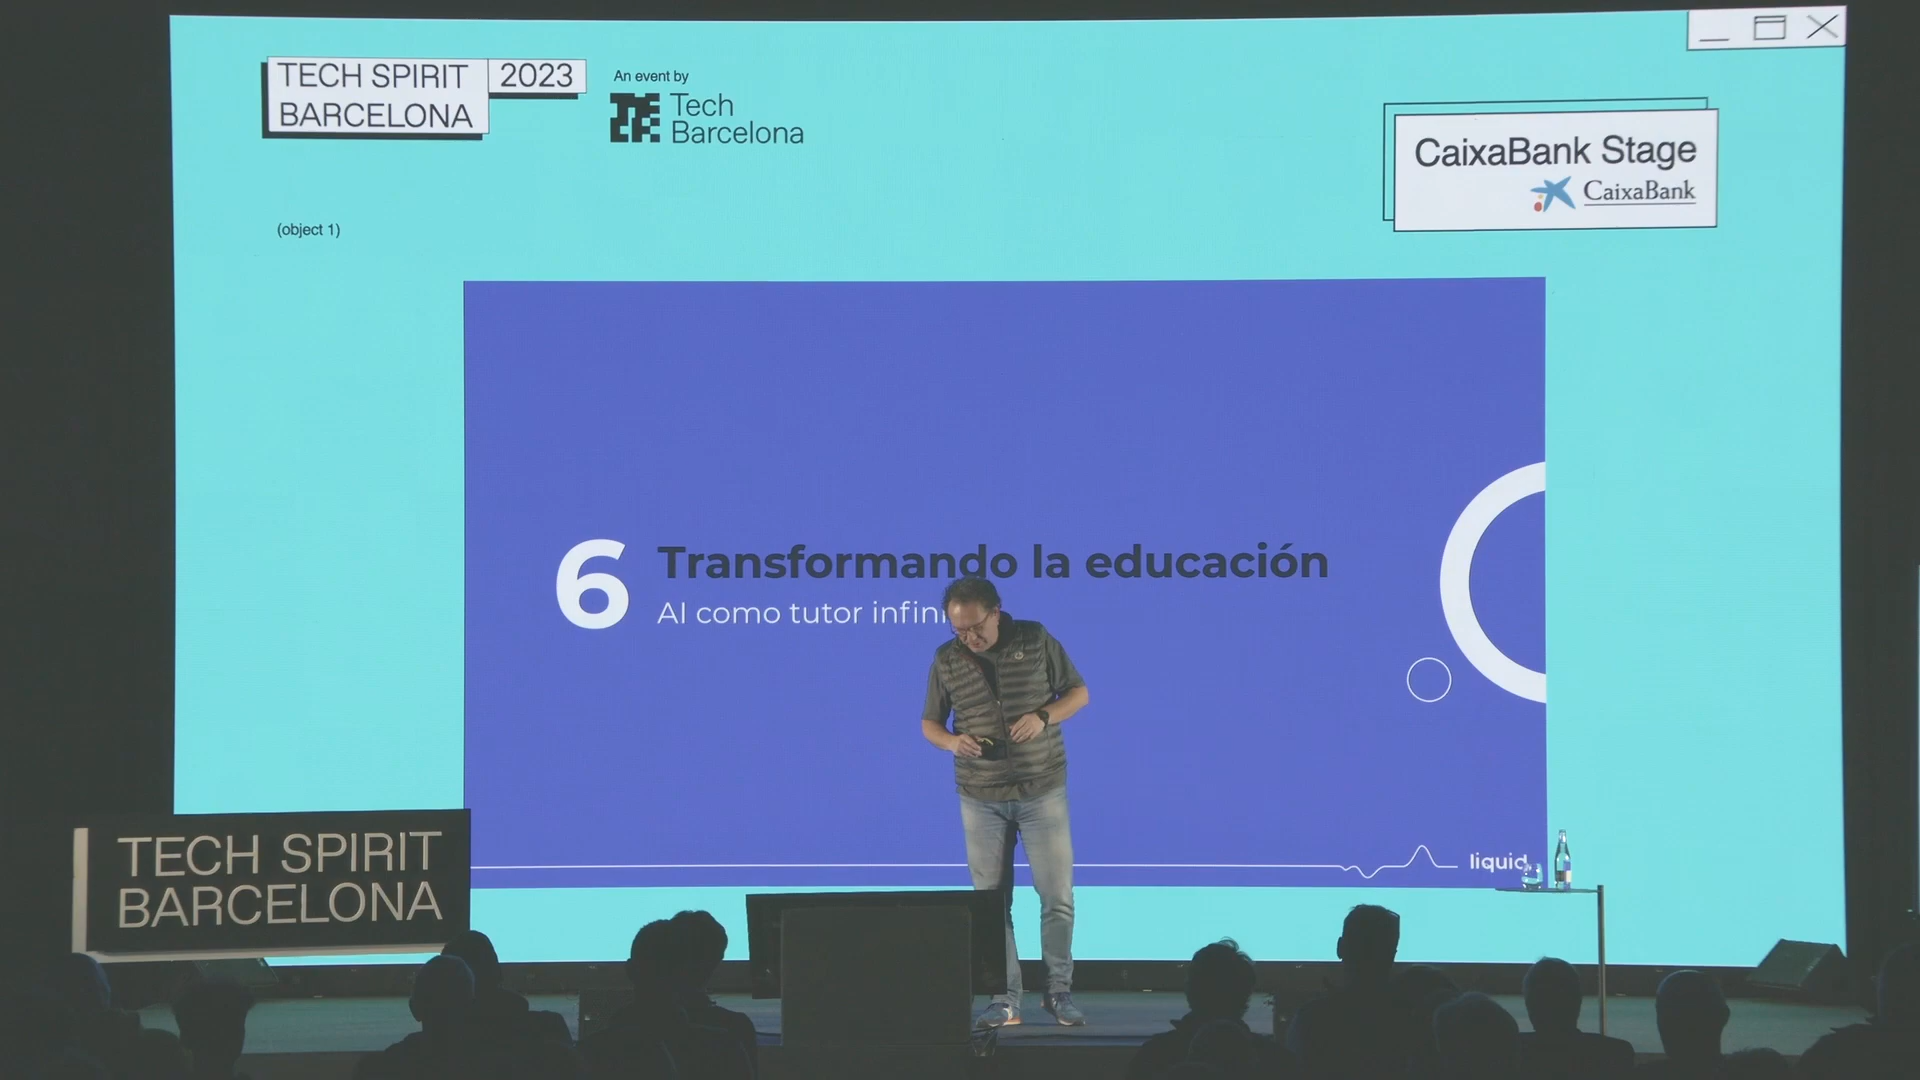 TECH SPIRIT
BARCELONA
2023
An event by
Tech
Barcelona
CaixaBank Stage
CaixaBank
(object 1)
6
Transformando la educación
AI como tutor
liquid
TECH SPIRIT
BARCELONA